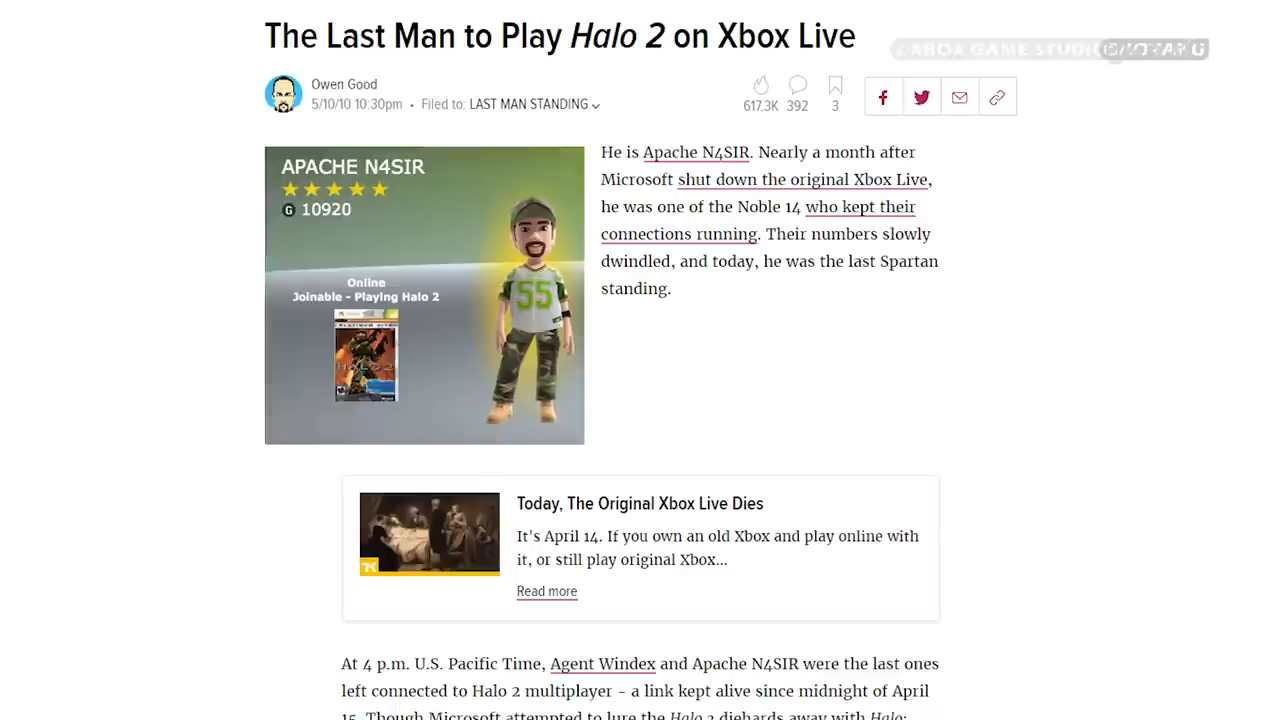 The Last Man to Play Halo 2 on Xbox Live
Owen Good
5/10/10 10:30pm • Filed to: LAST MAN STANDING
617.3K 392 3
APACHE N4SIR
G 10920
Online
Joinable - Playing Halo 2
HALO 2
55
He is Apache N4SIR. Nearly a month after
Microsoft shut down the original Xbox Live,
he was one of the Noble 14 who kept their
connections running. Their numbers slowly
dwindled, and today, he was the last Spartan
standing.
Today, The Original Xbox Live Dies
It's April 14. If you own an old Xbox and play online with
it, or still play original Xbox...
Read more
At 4 p.m. U.S. Pacific Time, Agent Windex and Apache N4SIR were the last ones
left connected to Halo 2 multiplayer – a link kept alive since midnight of April
15. Though Microsoft attempted to lure the Halo 2 diehards away with Halo: